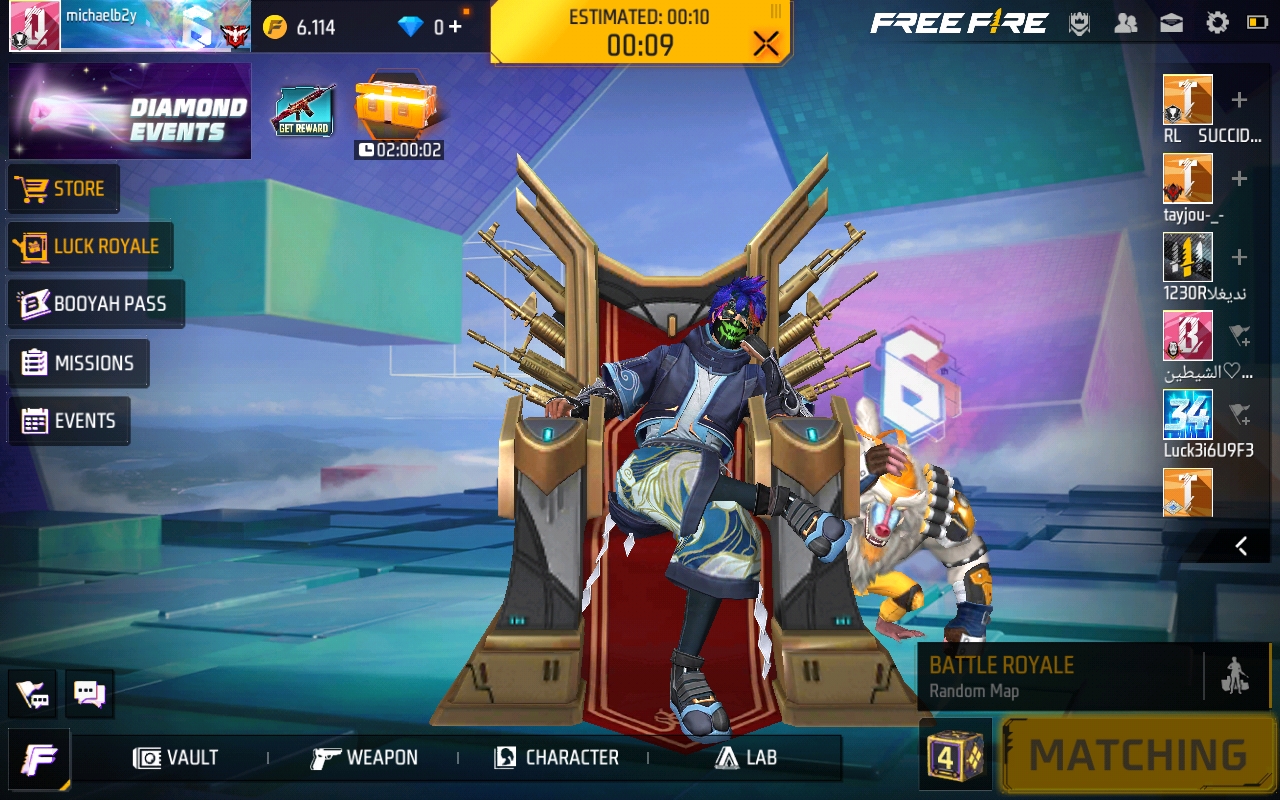 michaelb2y
6.114
0 +
ESTIMATED: 00:10
00:09
FREE FIRE
DIAMOND
EVENTS
GET REWARD
02:00:02
STORE
LUCK ROYALE
BOOYAH PASS
MISSIONS
EVENTS
RL SUCCID...
tayjou-_-
1230Rنديغلا
الشيطين♡...
34
Luck3i6U9F3
6th
BATTLE ROYALE
Random Map
4
MATCHING
VAULT
WEAPON
CHARACTER
LAB